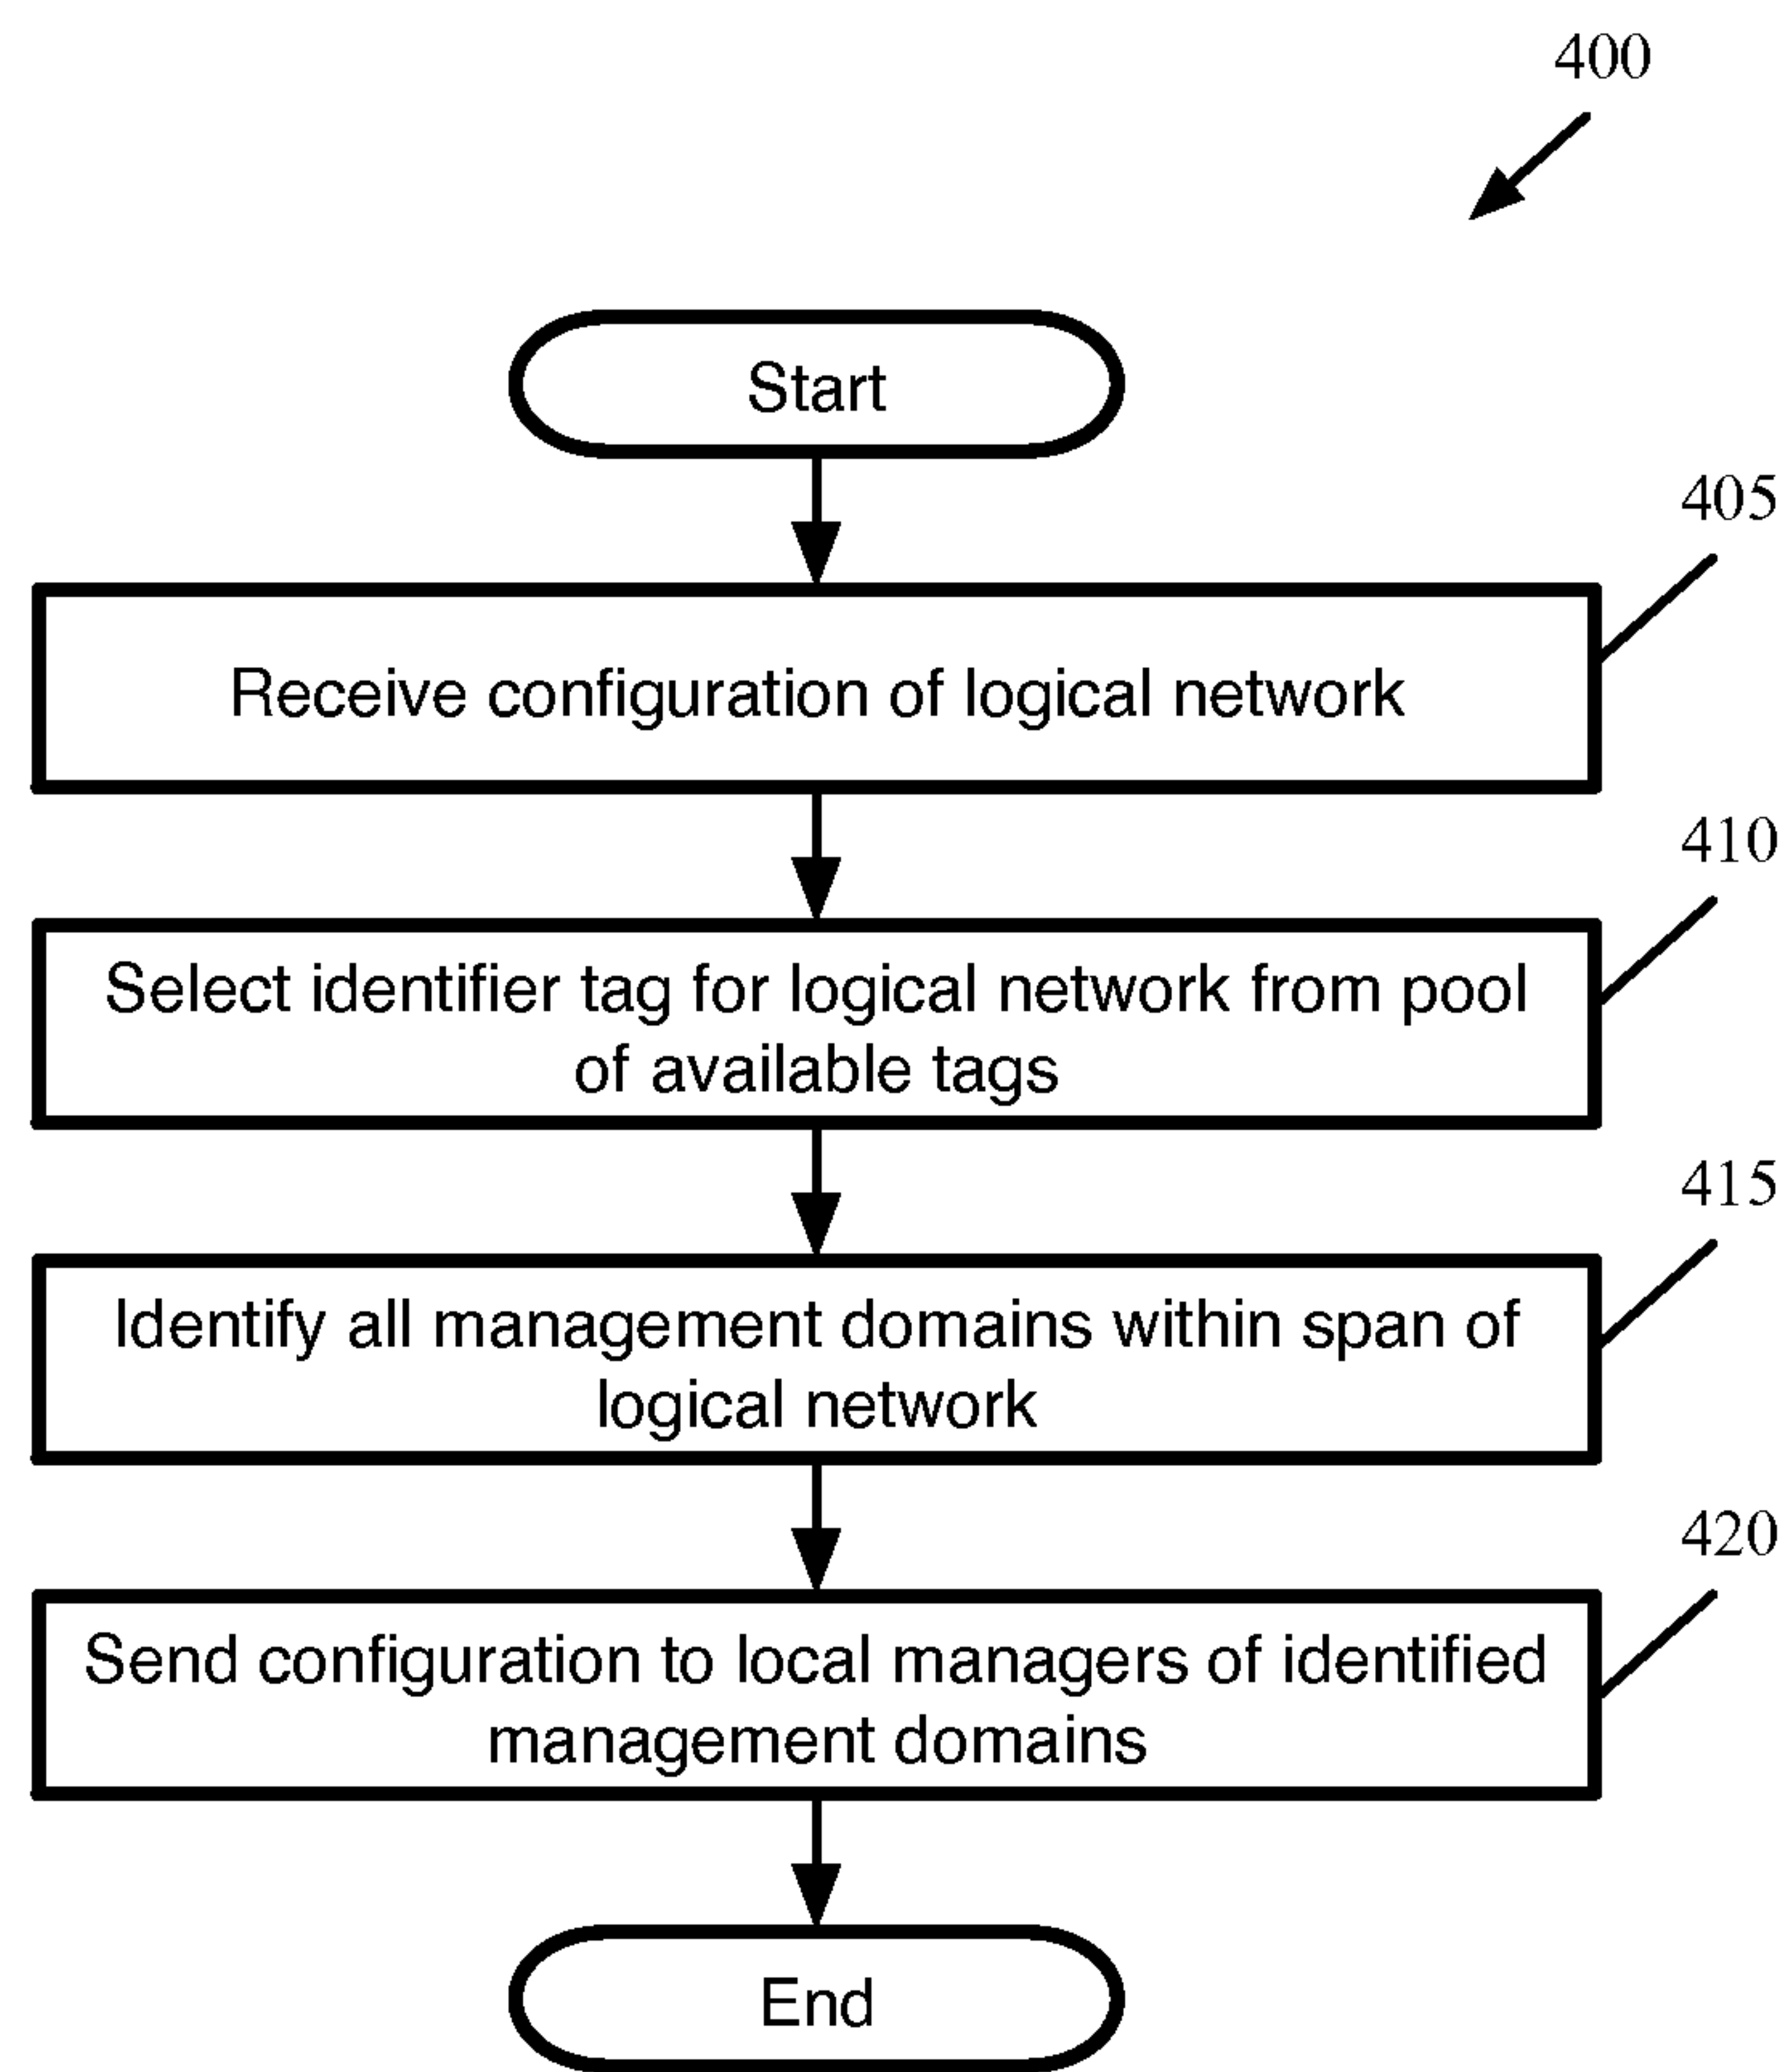 400
Start
405
Receive configuration of logical network
410
Select identifier tag for logical network from pool
of available tags
415
Identify all management domains within span of
logical network
420
Send configuration to local managers of identified
management domains
End